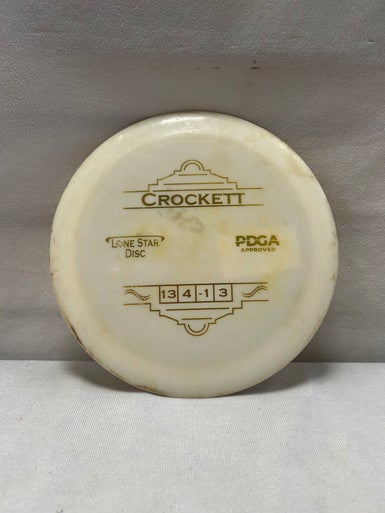 CROCKETT
LONE STAR
DISC
PDGA
APPROVED
13 4 -1 3